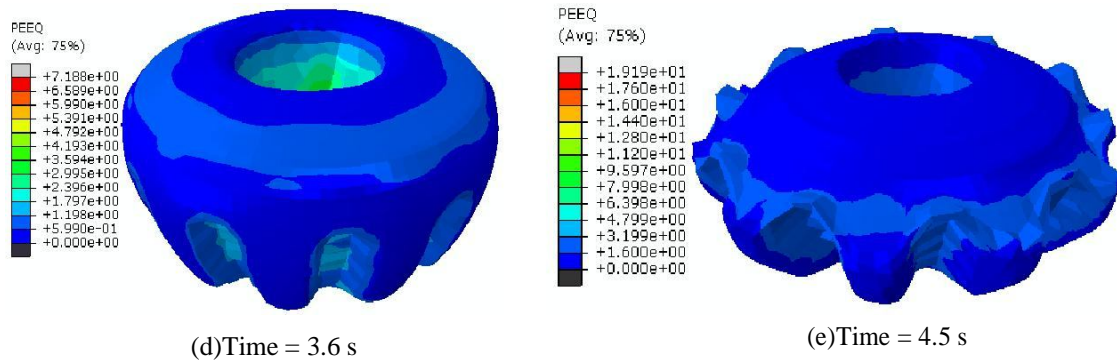 PEEQ
(Avg: 75%)
+7.188e+00
+6.589e+00
+5.990e+00
+5.391e+00
+4.792e+00
+4.193e+00
+3.594e+00
+2.995e+00
+2.396e+00
+1.797e+00
+1.198e+00
+5.990e-01
+0.000e+00
(d)Time = 3.6 s
PEEQ
(Avg: 75%)
+1.919e+01
+1.760e+01
+1.600e+01
+1.440e+01
+1.280e+01
+1.120e+01
+9.597e+00
+7.998e+00
+6.398e+00
+4.799e+00
+3.199e+00
+1.600e+00
+0.000e+00
(e)Time = 4.5 s